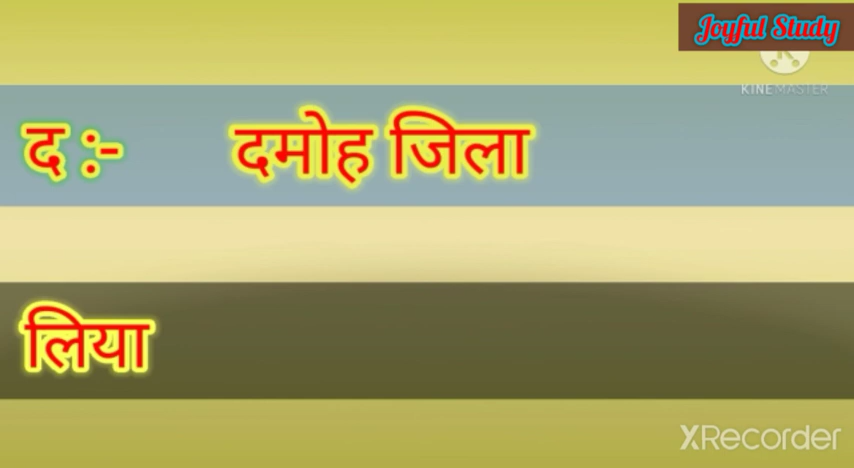 Joyful Study
KINEMASTER
द :- दमोह जिला
लिया
XRecorder